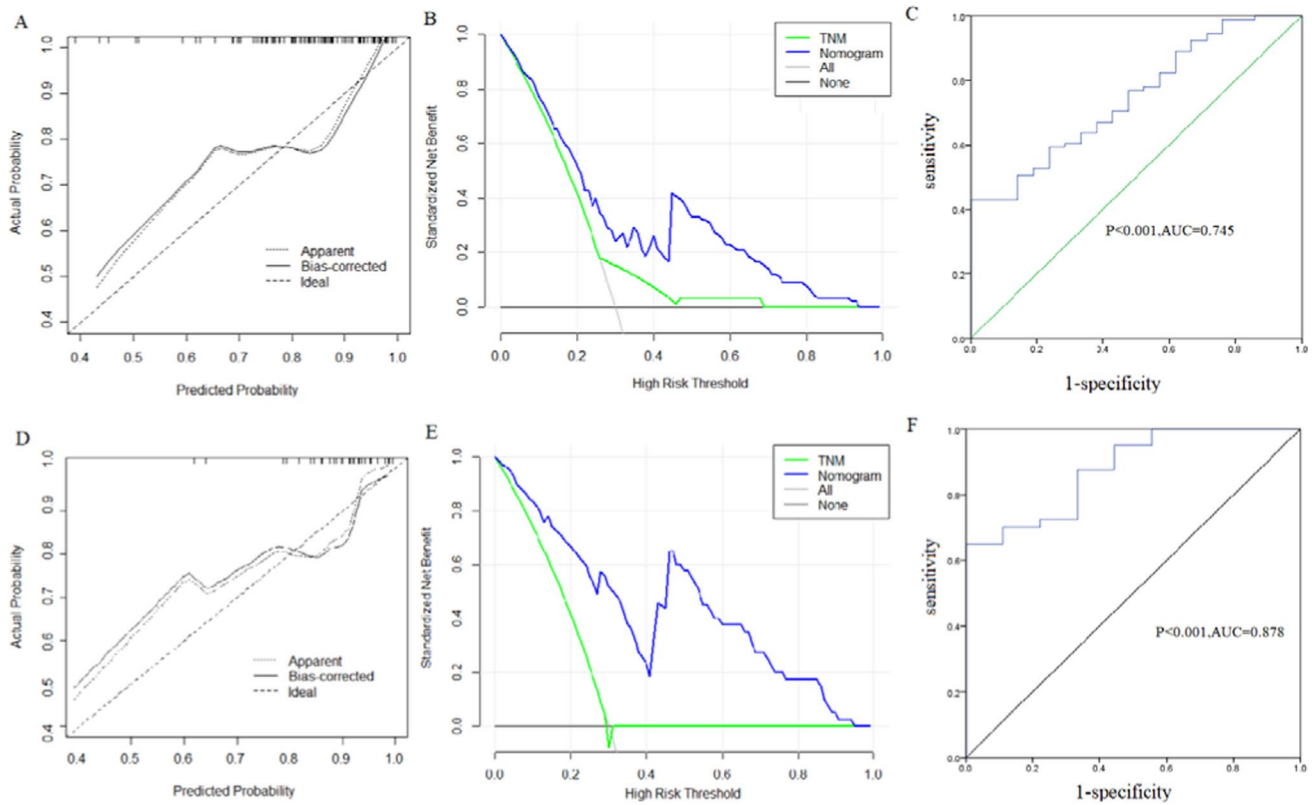 A
1.0
0.9
0.8
0.7
0.6
0.5
0.4
Actual Probability
Apparent
Bias-corrected
Ideal
0.4 0.5 0.6 0.7 0.8 0.9 1.0
Predicted Probability
B
1.0
0.8
0.6
0.4
0.2
0.0
Standardized Net Benefit
TNM
Nomogram
All
None
0.0 0.2 0.4 0.6 0.8 1.0
High Risk Threshold
C
1.0
0.8
0.6
0.4
0.2
0.0
sensitivity
P<0.001,AUC=0.745
0.0 0.2 3.4 0.6 0.8 1.0
1-specificity
D
1.0
0.9
0.8
0.7
0.6
0.5
0.4
Actual Probability
Apparent
Bias-corrected
Ideal
0.4 0.5 0.6 0.7 0.8 0.9 1.0
Predicted Probability
E
1.0
0.8
0.6
0.4
0.2
0.0
Standardized Net Benefit
TNM
Nomogram
All
None
0.0 0.2 0.4 0.6 0.8 1.0
High Risk Threshold
F
1.0
0.8
0.6
0.4
0.2
0.0
sensitivity
P<0.001,AUC=0.878
0.0 0.2 0.4 0.6 0.8 1.0
1-specificity